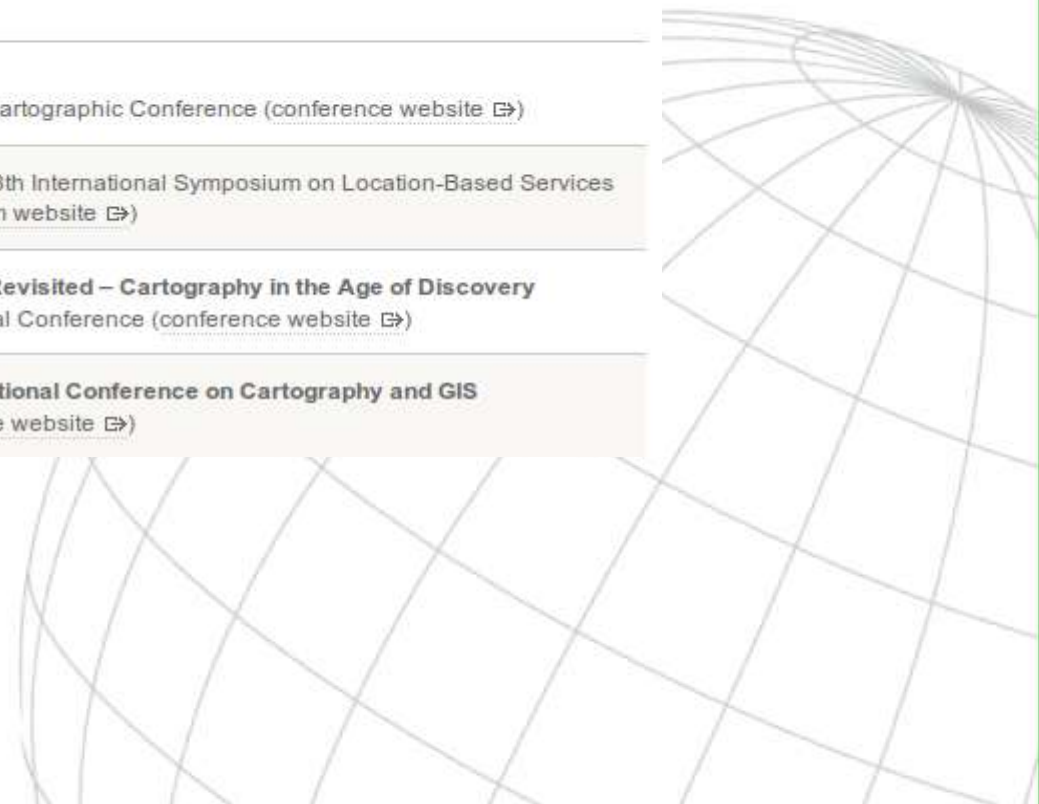 artographic Conference (conference website)
8th International Symposium on Location-Based Services
website)
evisited – Cartography in the Age of Discovery
al Conference (conference website)
tional Conference on Cartography and GIS
e website)